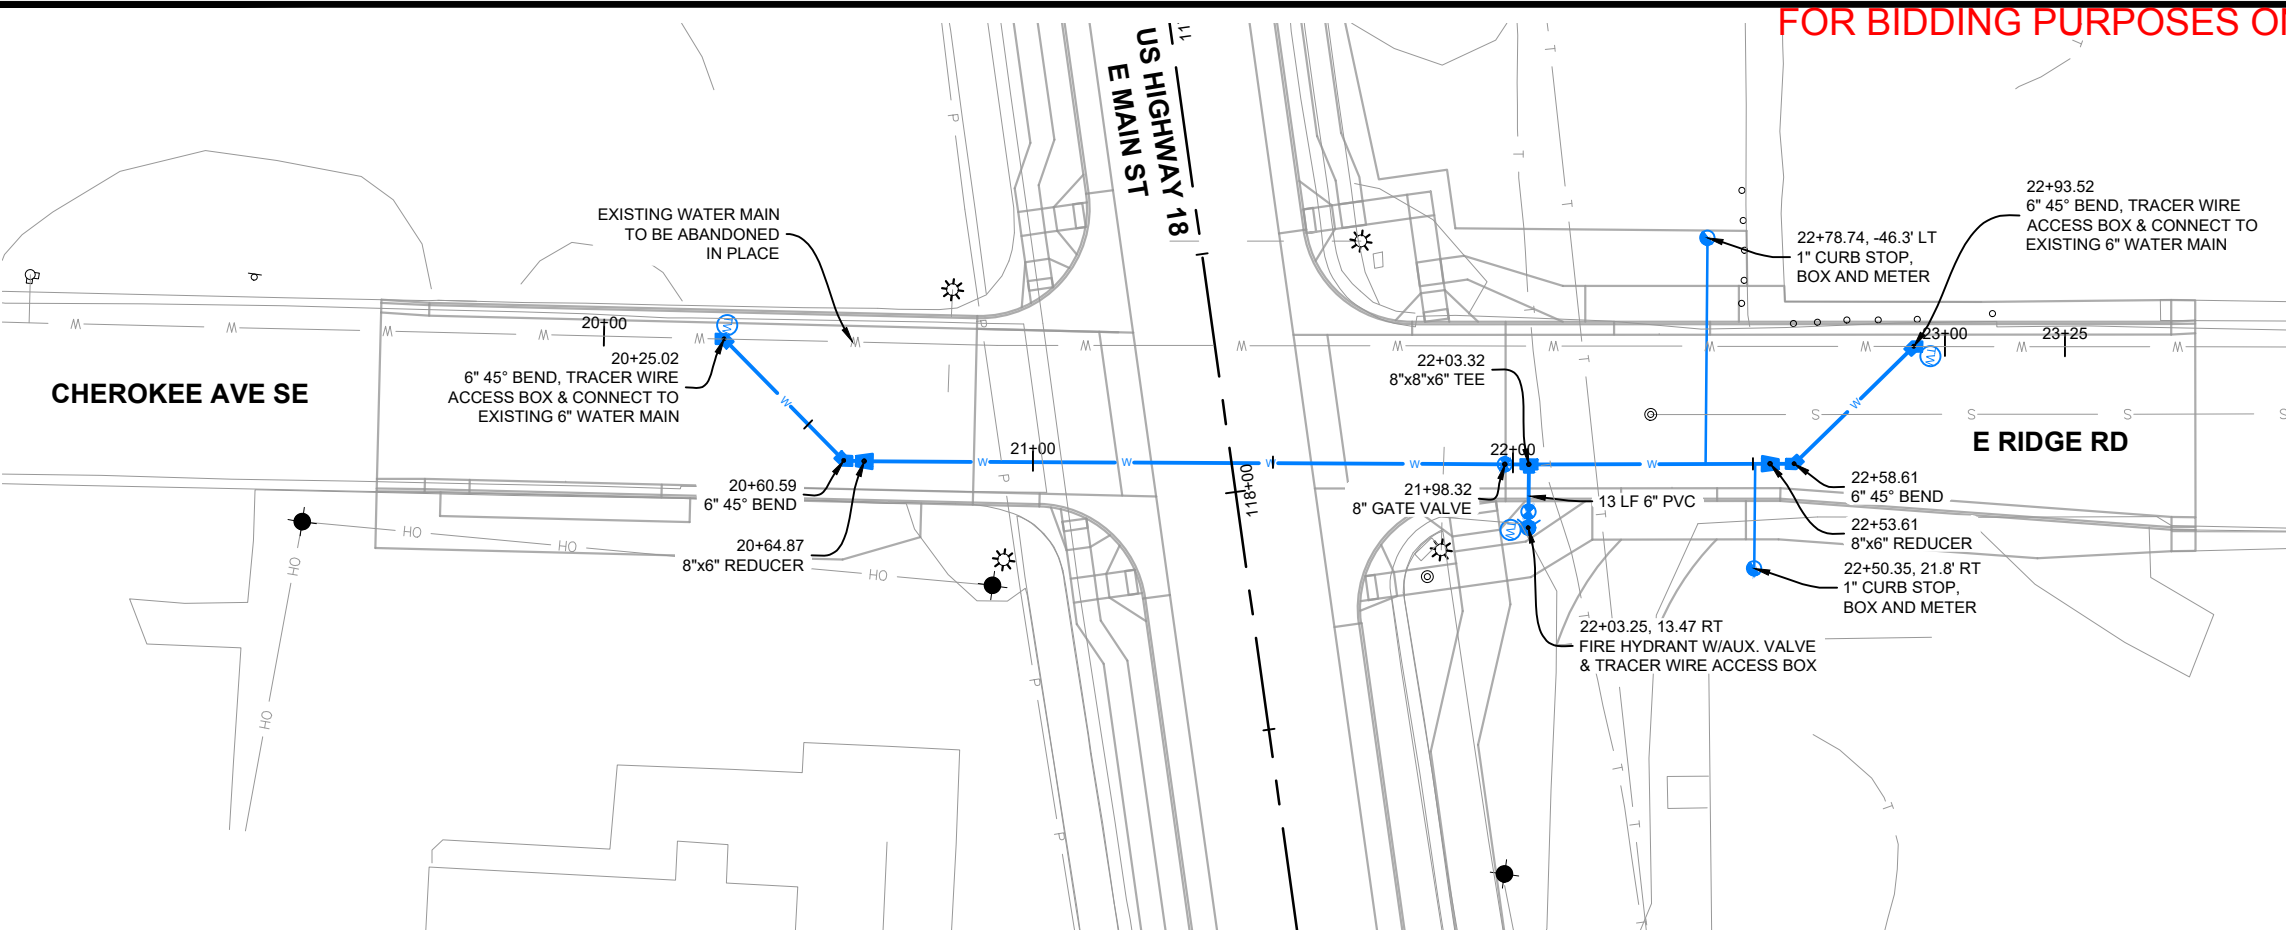 FOR BIDDING PURPOSES
US HIGHWAY 18
E MAIN ST
EXISTING WATER MAIN
TO BE ABANDONED
IN PLACE
22+93.52
6" 45° BEND, TRACER WIRE
ACCESS BOX & CONNECT TO
EXISTING 6" WATER MAIN
22+78.74, -46.3' LT
1" CURB STOP,
BOX AND METER
20+00
23+00
23+25
20+25.02
6" 45° BEND, TRACER WIRE
ACCESS BOX & CONNECT TO
EXISTING 6" WATER MAIN
22+03.32
8"x8"x6" TEE
CHEROKEE AVE SE
E RIDGE RD
21+00
22+00
118+00
20+60.59
6" 45° BEND
20+64.87
8"x6" REDUCER
21+98.32
8" GATE VALVE
13 LF 6" PVC
22+58.61
6" 45° BEND
22+53.61
8"x6" REDUCER
22+50.35, 21.8' RT
1" CURB STOP,
BOX AND METER
22+03.25, 13.47 RT
FIRE HYDRANT W/AUX. VALVE
& TRACER WIRE ACCESS BOX